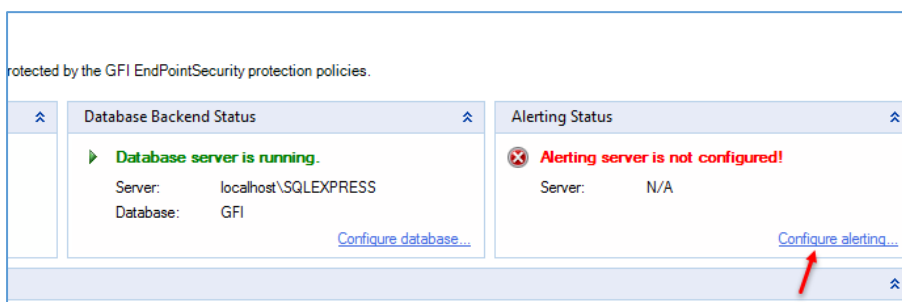 rotected by the GFI EndPointSecurity protection policies.
Database Backend Status
Database server is running.
Server: localhost\SQLEXPRESS
Database: GFI
Configure database...
Alerting Status
Alerting server is not configured!
Server: N/A
Configure alerting...